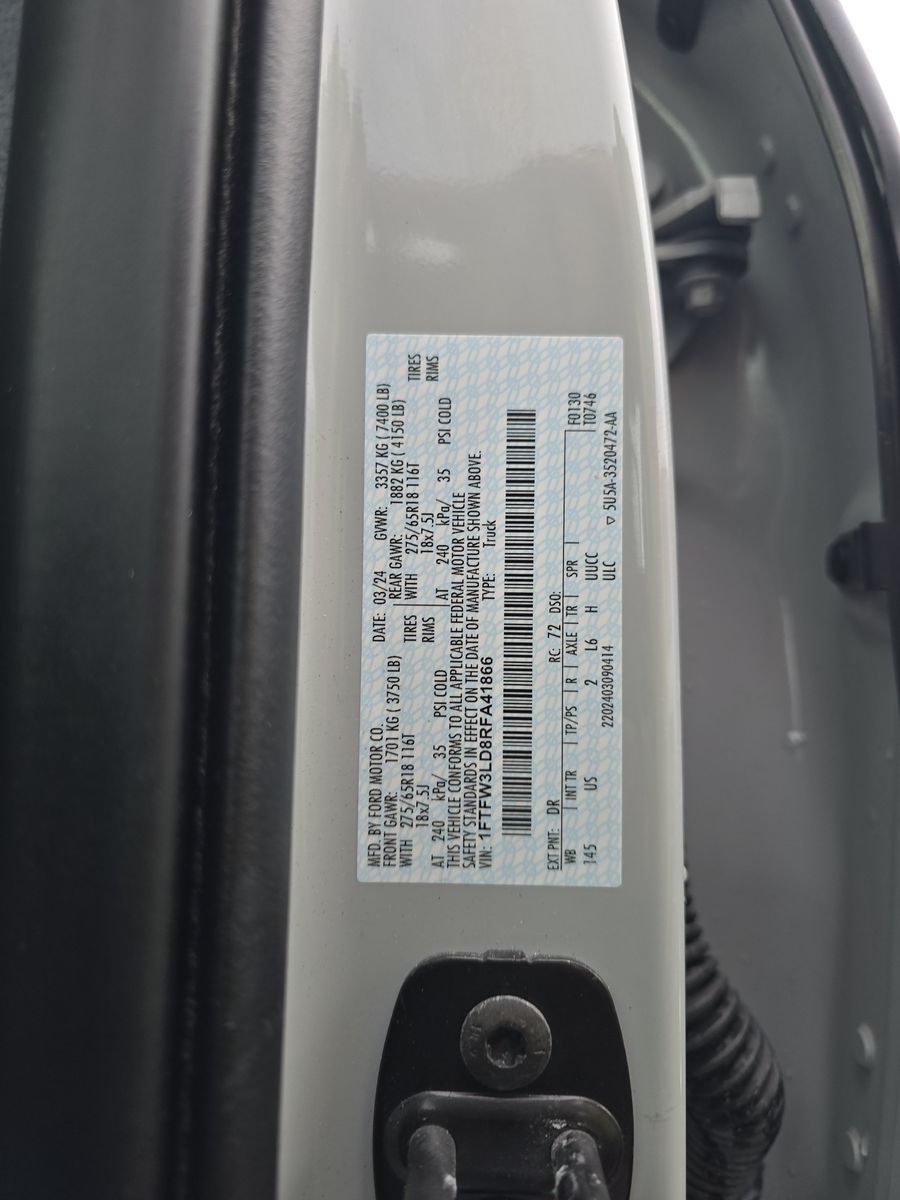 MFD. BY FORD MOTOR CO.
DATE: 03/24 GVWR: 3357 KG ( 7400 LB)
FRONT GAWR: 1701 KG ( 3750 LB) REAR GAWR: 1882 KG ( 4150 LB)
WITH 275/65R18 116T TIRES WITH 275/65R18 116T TIRES
18x7.5J RIMS 18x7.5J RIMS
AT 240 kPa/ 35 PSI COLD AT 240 kPa/ 35 PSI COLD
THIS VEHICLE CONFORMS TO ALL APPLICABLE FEDERAL MOTOR VEHICLE
SAFETY STANDARDS IN EFFECT ON THE DATE OF MANUFACTURE SHOWN ABOVE.
VIN: 1FTFW3LD8RFA41866 TYPE: Truck
EXT PNT: DR RC: 72 DSO: F0130
WB INT TR TP/PS R AXLE TR SPR T0746
145 US 2 L6 H UUCC
2202403090414 ULC ▽ 5U5A-3520472-AA